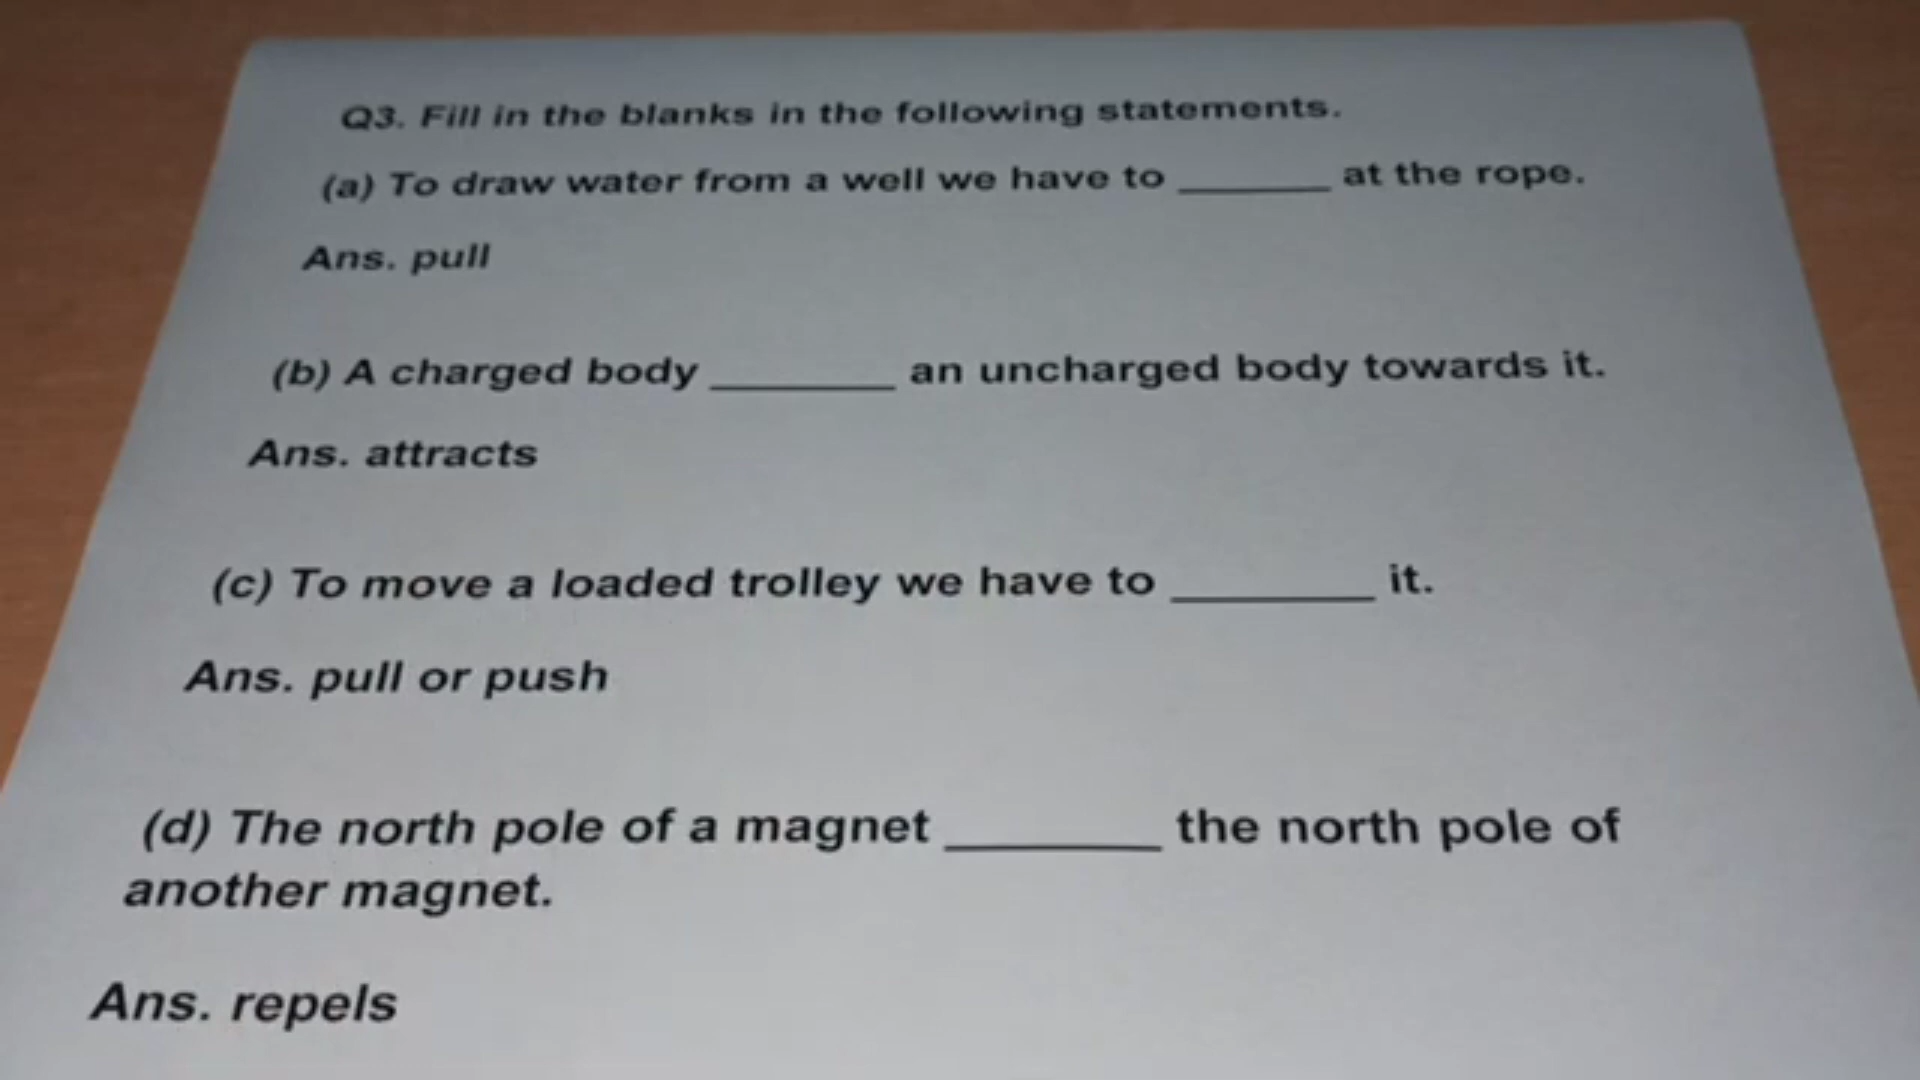 Q3. Fill in the blanks in the following statements.
(a) To draw water from a well we have to ________ at the rope.
Ans. pull
(b) A charged body ________ an uncharged body towards it.
Ans. attracts
(c) To move a loaded trolley we have to ________ it.
Ans. pull or push
(d) The north pole of a magnet ________ the north pole of
another magnet.
Ans. repels